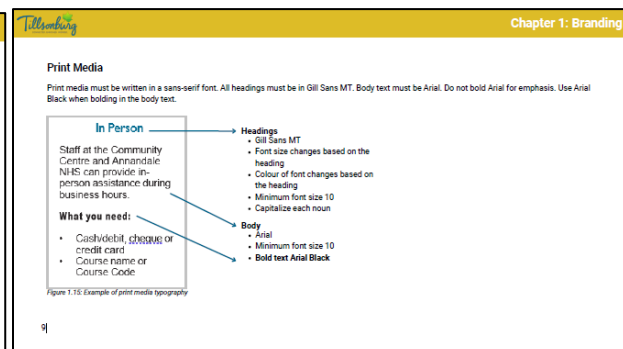 Tillsonburg
Chapter 1: Branding
Print Media
Print media must be written in a sans-serif font. All headings must be in Gill Sans MT. Body text must be Arial. Do not bold Arial for emphasis. Use Arial
Black when bolding in the body text.
In Person
Staff at the Community
Centre and Annandale
NHS can provide in-
person assistance during
business hours.
What you need:
• Cash/debit, cheque or
credit card
• Course name or
Course Code
Headings
• Gill Sans MT
• Font size changes based on the
heading
• Colour of font changes based on
the heading
• Minimum font size 10
• Capitalize each noun
Body
• Arial
• Minimum font size 10
• Bold text Arial Black
Figure 1.15: Example of print media typography
9